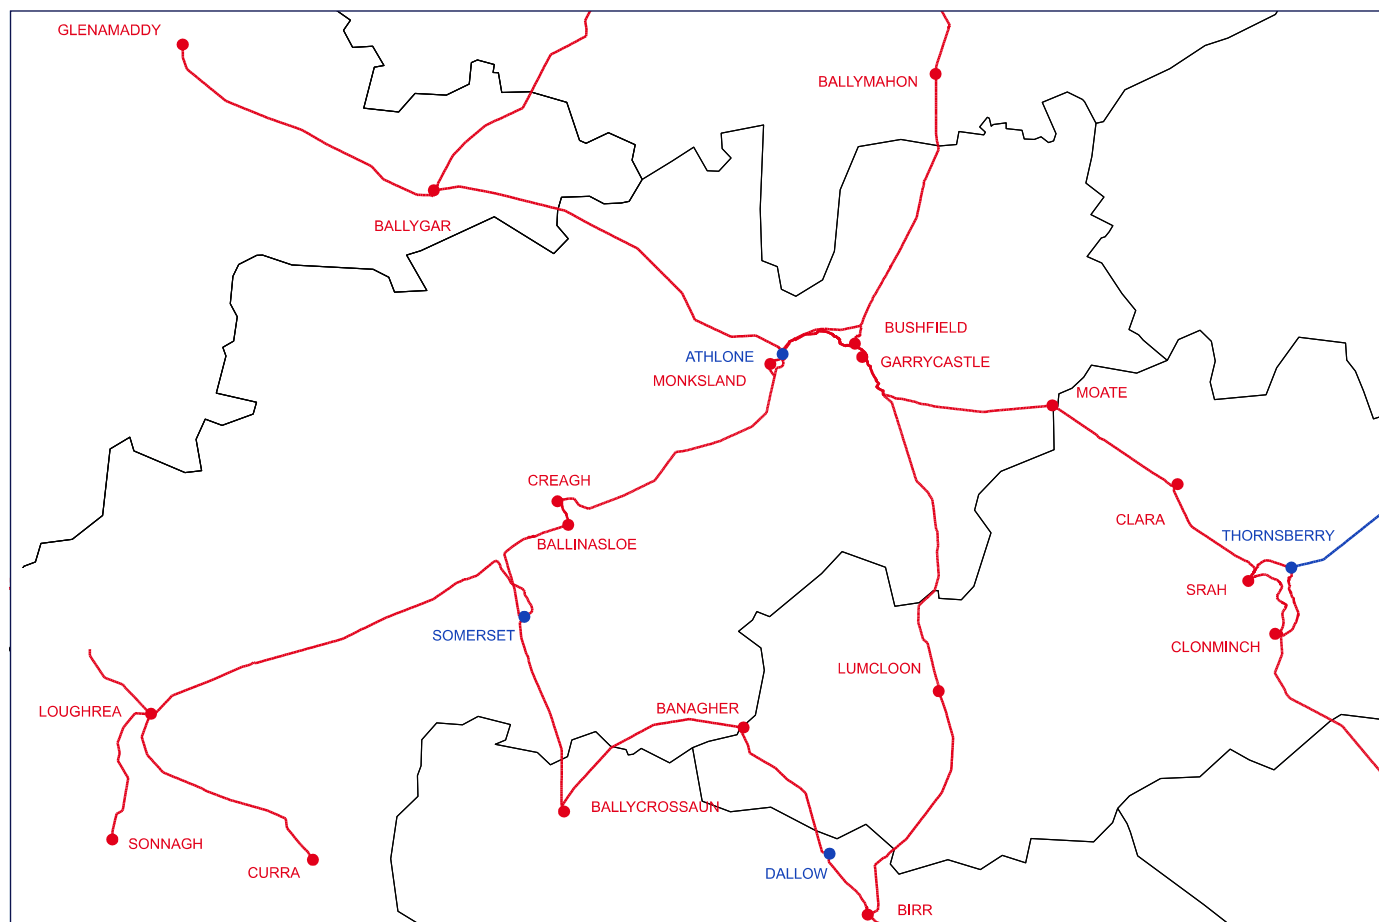 GLENAMADDY
BALLYMAHON
BALLYGAR
BUSHFIELD
ATHLONE
GARRYCASTLE
MONKSLAND
MOATE
CREAGH
CLARA
THORNSBERRY
BALLINASLOE
SRAH
SOMERSET
CLONMINCH
LUMCLOON
LOUGHREA
BANAGHER
BALLYCROSSAUN
SONNAGH
CURRA
DALLOW
BIRR